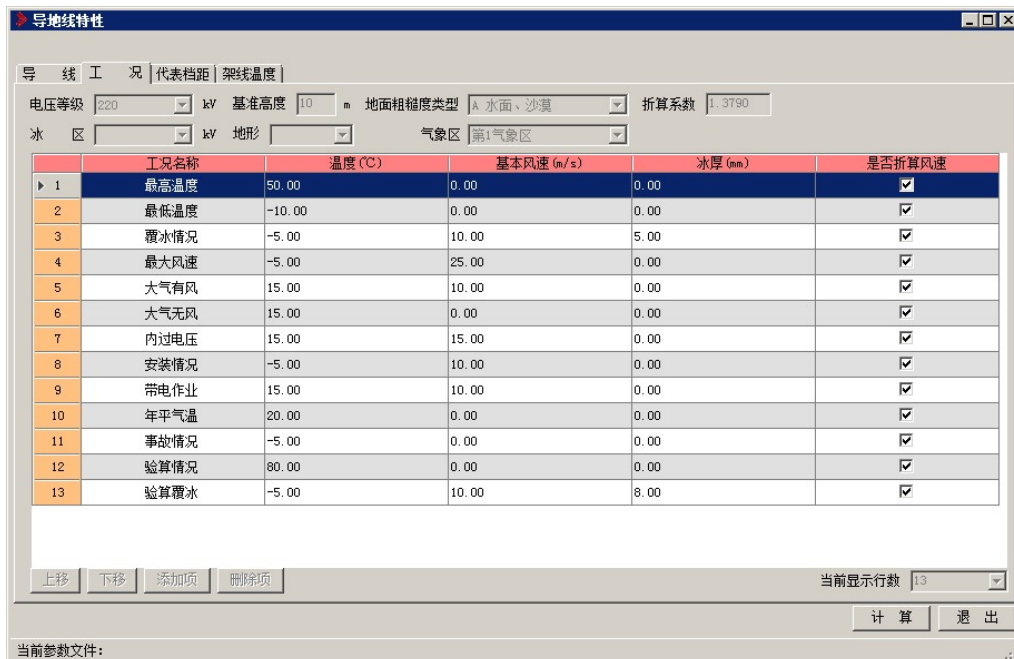 导地线特性
导 线 工 况 代表档距 架线温度
电压等级 220 kV 基准高度 10 m 地面粗糙度类型 A 水面、沙漠 折算系数 1.3790
冰 区 kV 地形 气象区 第1气象区
工况名称 温度(℃) 基本风速(m/s) 冰厚(mm) 是否折算风速
1 最高温度 50.00 0.00 0.00
2 最低温度 -10.00 0.00 0.00
3 覆冰情况 -5.00 10.00 5.00
4 最大风速 -5.00 25.00 0.00
5 大气有风 15.00 10.00 0.00
6 大气无风 15.00 0.00 0.00
7 内过电压 15.00 15.00 0.00
8 安装情况 -5.00 10.00 0.00
9 带电作业 15.00 10.00 0.00
10 年平气温 20.00 0.00 0.00
11 事故情况 -5.00 0.00 0.00
12 验算情况 80.00 0.00 0.00
13 验算覆冰 -5.00 10.00 8.00
上移 下移 添加项 删除项 当前显示行数 13
计 算 退 出
当前参数文件: